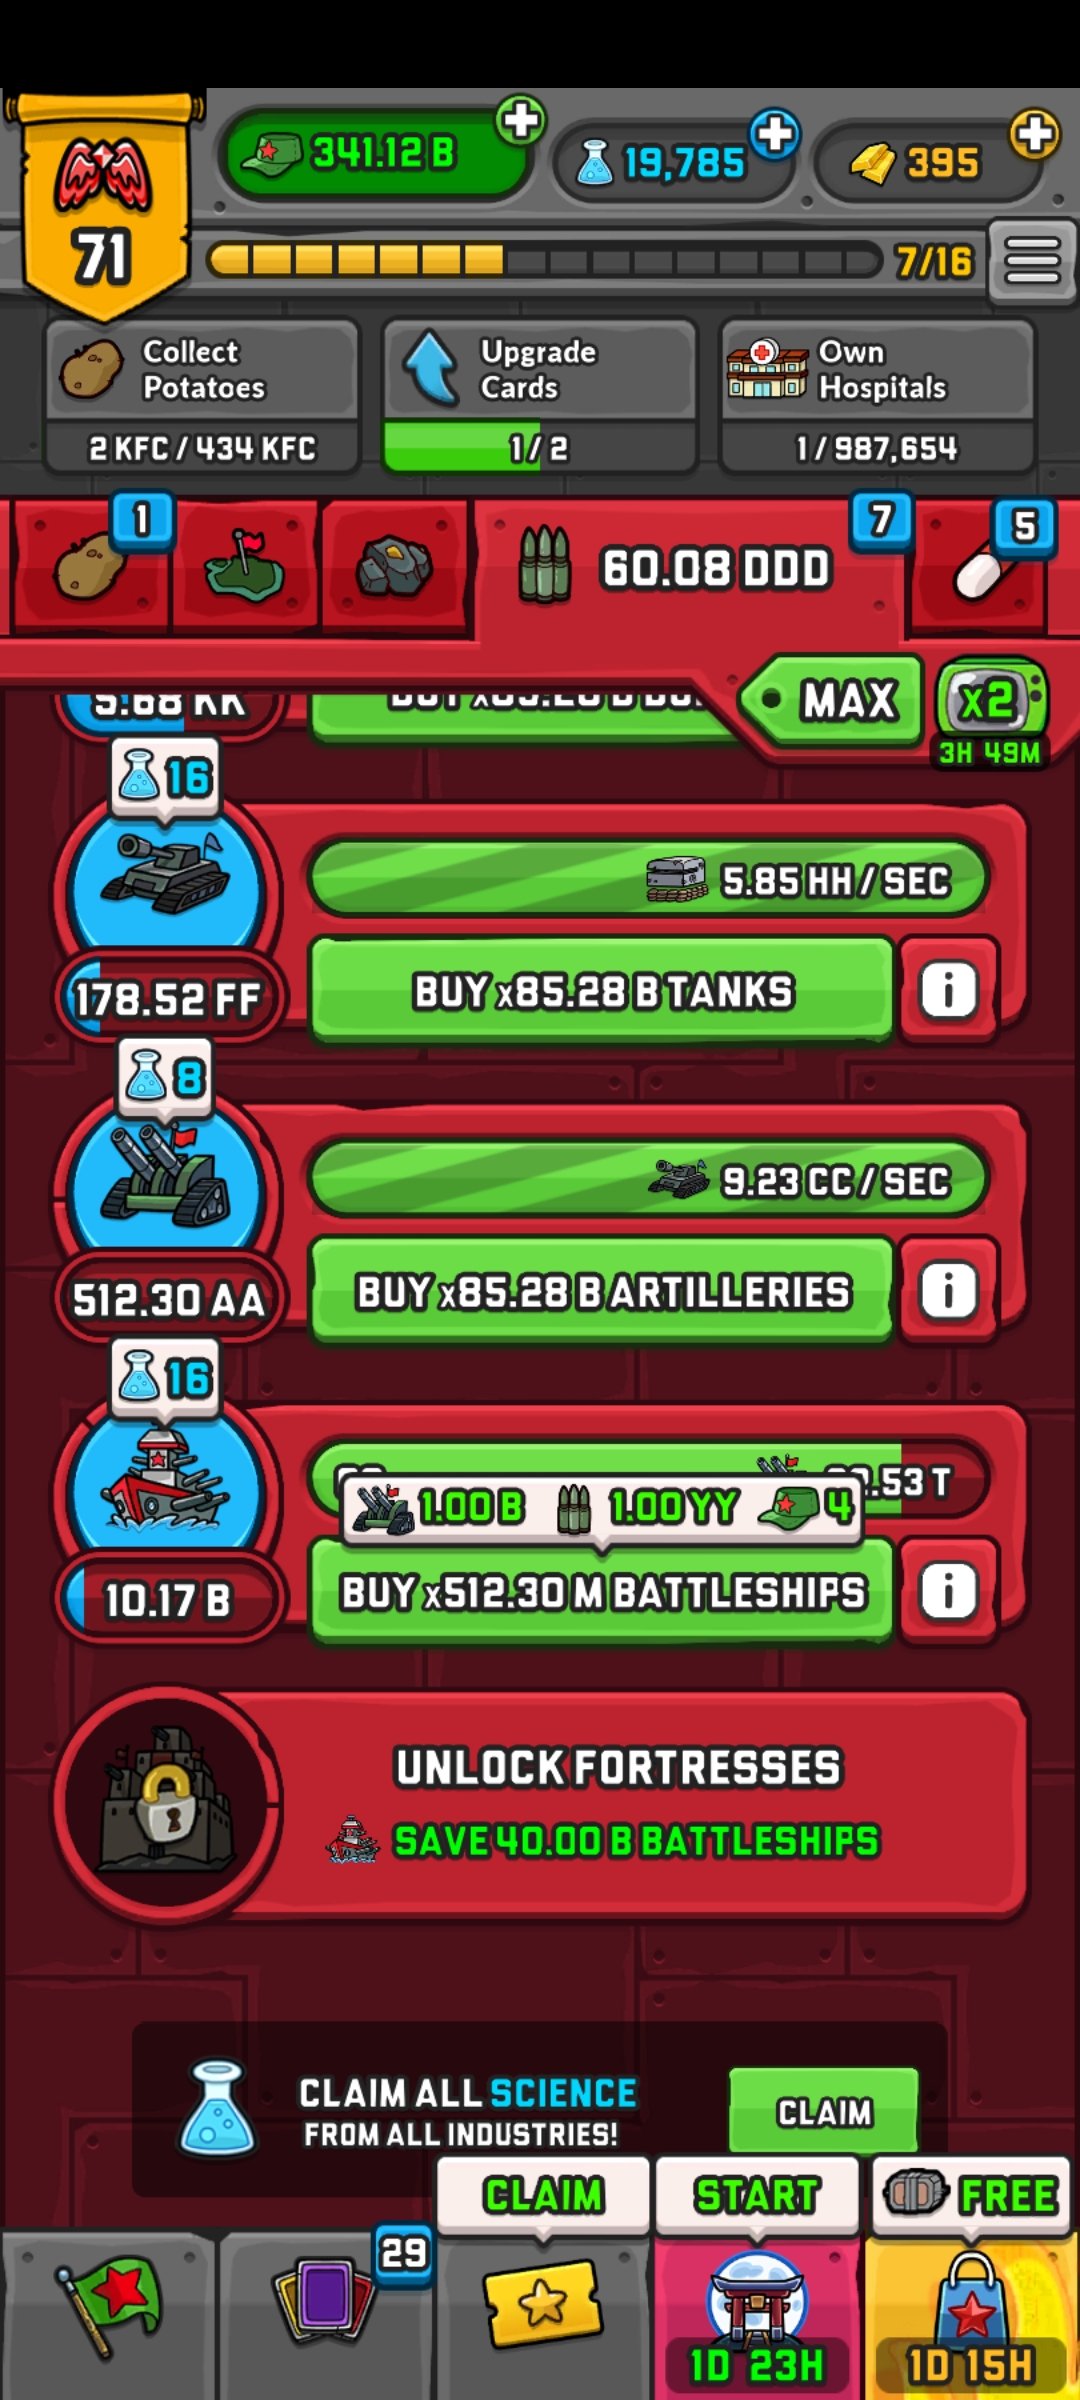 341.12 B
19,785
395
71
7/16
Collect
Potatoes
2 KFC / 434 KFC
Upgrade
Cards
1 / 2
Own
Hospitals
1 / 987,654
1
60.08 DDD
7
5
MAX
x2
3H 49M
5.68 KK
16
5.85 HH / SEC
178.52 FF
BUY x85.28 B TANKS
i
8
9.23 CC / SEC
512.30 AA
BUY x85.28 B ARTILLERIES
i
16
.53 T
1.00 B
1.00 YY
4
10.17 B
BUY x512.30 M BATTLESHIPS
i
UNLOCK FORTRESSES
SAVE 40.00 B BATTLESHIPS
CLAIM ALL SCIENCE
FROM ALL INDUSTRIES!
CLAIM
CLAIM
START
FREE
29
1D 23H
1D 15H